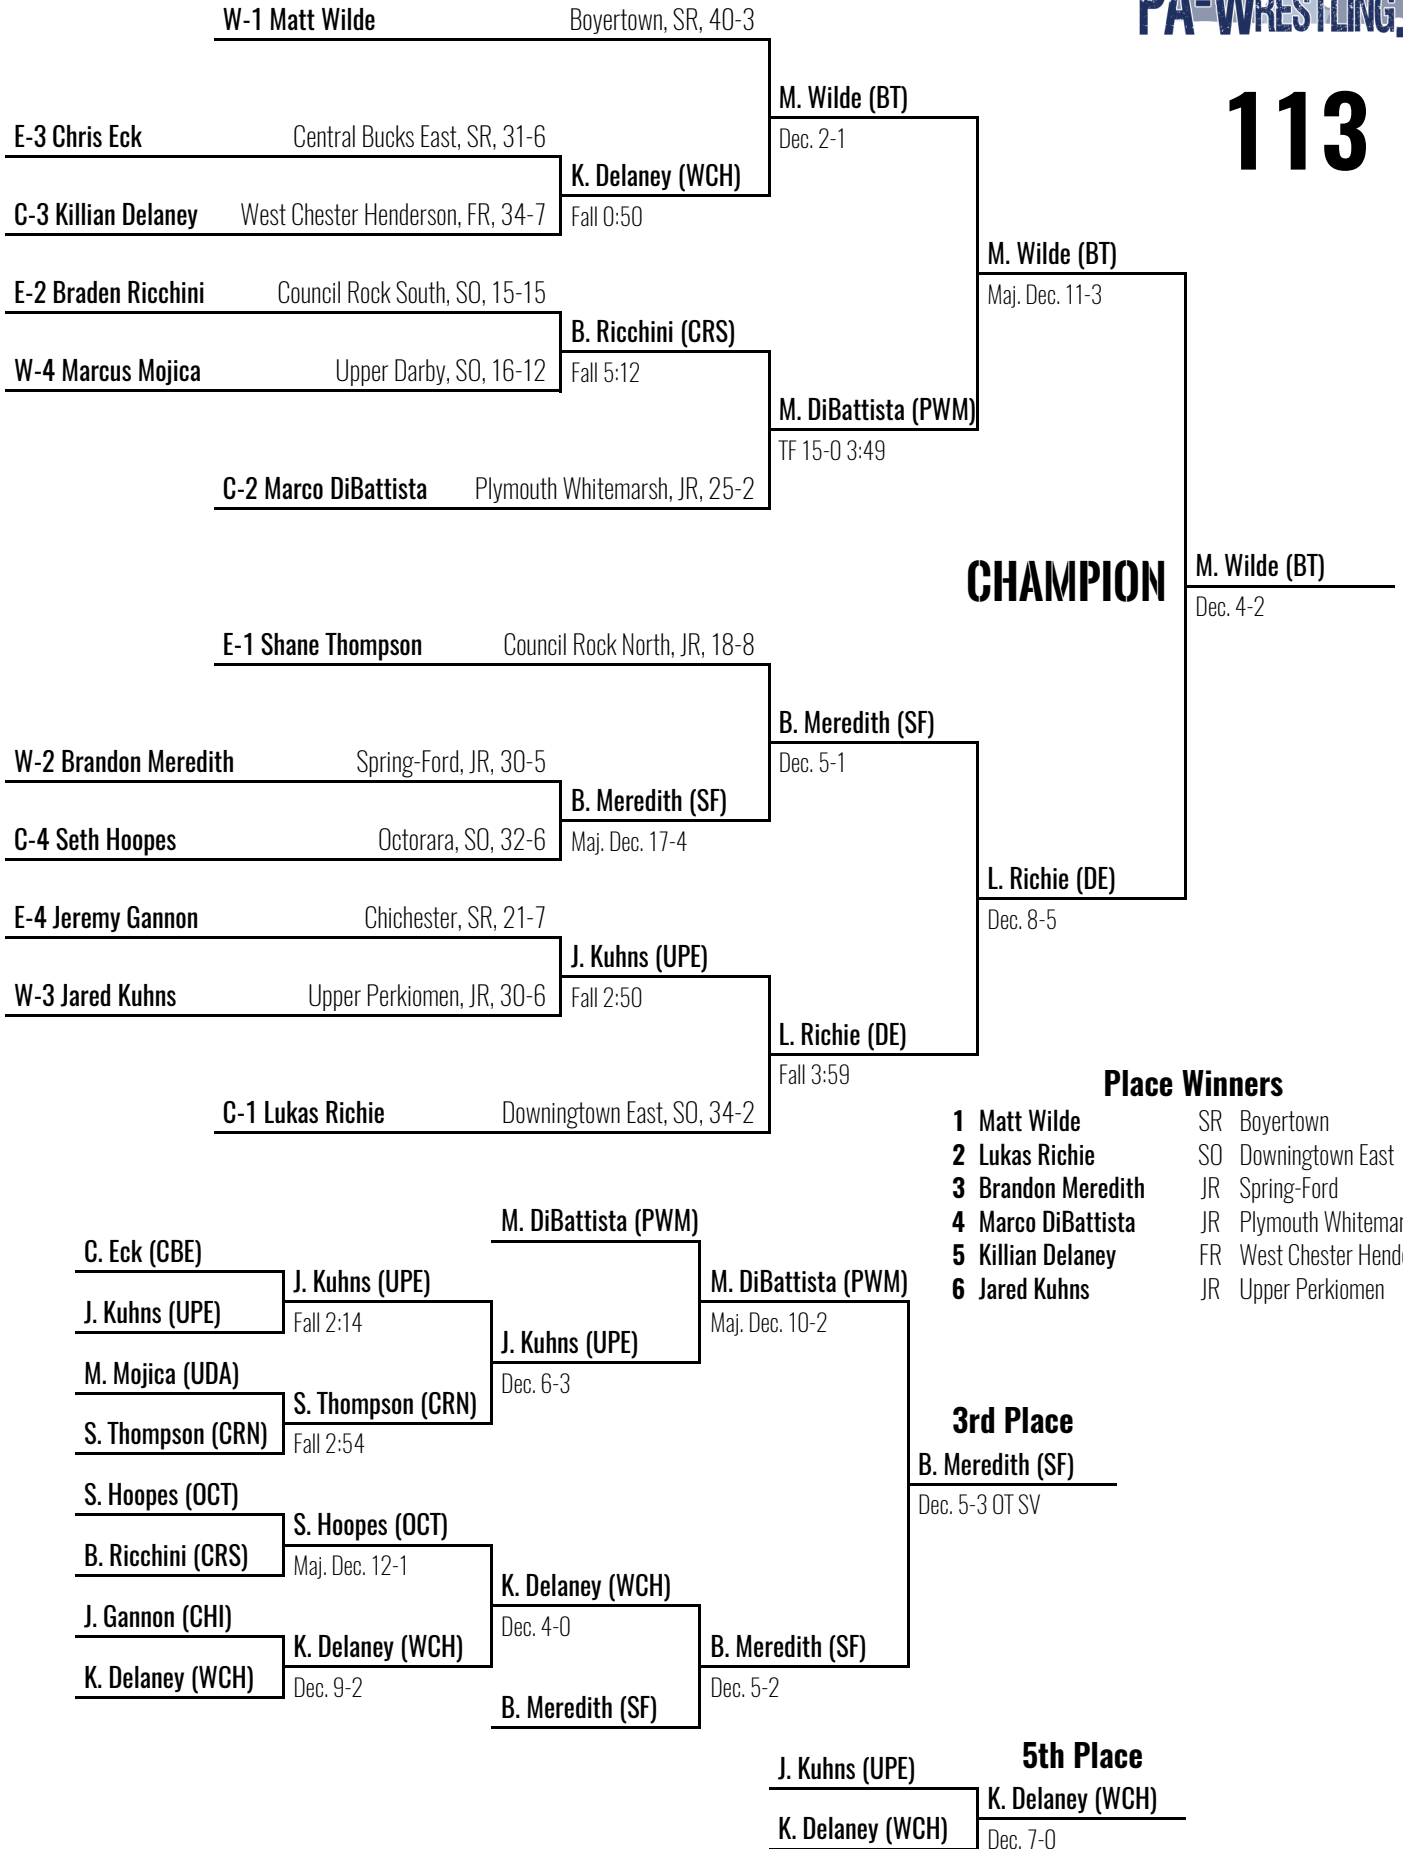 PA-WRESTLING.
113
W-1 Matt Wilde Boyertown, SR, 40-3
M. Wilde (BT)
Dec. 2-1
E-3 Chris Eck Central Bucks East, SR, 31-6
K. Delaney (WCH)
Fall 0:50
C-3 Killian Delaney West Chester Henderson, FR, 34-7
M. Wilde (BT)
Maj. Dec. 11-3
E-2 Braden Ricchini Council Rock South, SO, 15-15
B. Ricchini (CRS)
Fall 5:12
W-4 Marcus Mojica Upper Darby, SO, 16-12
M. DiBattista (PWM)
TF 15-0 3:49
C-2 Marco DiBattista Plymouth Whitemarsh, JR, 25-2
CHAMPION
M. Wilde (BT)
Dec. 4-2
E-1 Shane Thompson Council Rock North, JR, 18-8
B. Meredith (SF)
Dec. 5-1
W-2 Brandon Meredith Spring-Ford, JR, 30-5
B. Meredith (SF)
Maj. Dec. 17-4
C-4 Seth Hoopes Octorara, SO, 32-6
L. Richie (DE)
Dec. 8-5
E-4 Jeremy Gannon Chichester, SR, 21-7
J. Kuhns (UPE)
Fall 2:50
W-3 Jared Kuhns Upper Perkiomen, JR, 30-6
L. Richie (DE)
Fall 3:59
C-1 Lukas Richie Downingtown East, SO, 34-2
Place Winners
1 Matt Wilde SR Boyertown
2 Lukas Richie SO Downingtown East
3 Brandon Meredith JR Spring-Ford
4 Marco DiBattista JR Plymouth Whitemar
5 Killian Delaney FR West Chester Hend
6 Jared Kuhns JR Upper Perkiomen
M. DiBattista (PWM)
C. Eck (CBE)
J. Kuhns (UPE)
Fall 2:14
J. Kuhns (UPE)
M. DiBattista (PWM)
Maj. Dec. 10-2
J. Kuhns (UPE)
Dec. 6-3
M. Mojica (UDA)
S. Thompson (CRN)
Fall 2:54
S. Thompson (CRN)
3rd Place
B. Meredith (SF)
Dec. 5-3 OT SV
S. Hoopes (OCT)
S. Hoopes (OCT)
Maj. Dec. 12-1
B. Ricchini (CRS)
K. Delaney (WCH)
Dec. 4-0
J. Gannon (CHI)
K. Delaney (WCH)
Dec. 9-2
K. Delaney (WCH)
B. Meredith (SF)
Dec. 5-2
B. Meredith (SF)
5th Place
J. Kuhns (UPE)
K. Delaney (WCH)
Dec. 7-0
K. Delaney (WCH)